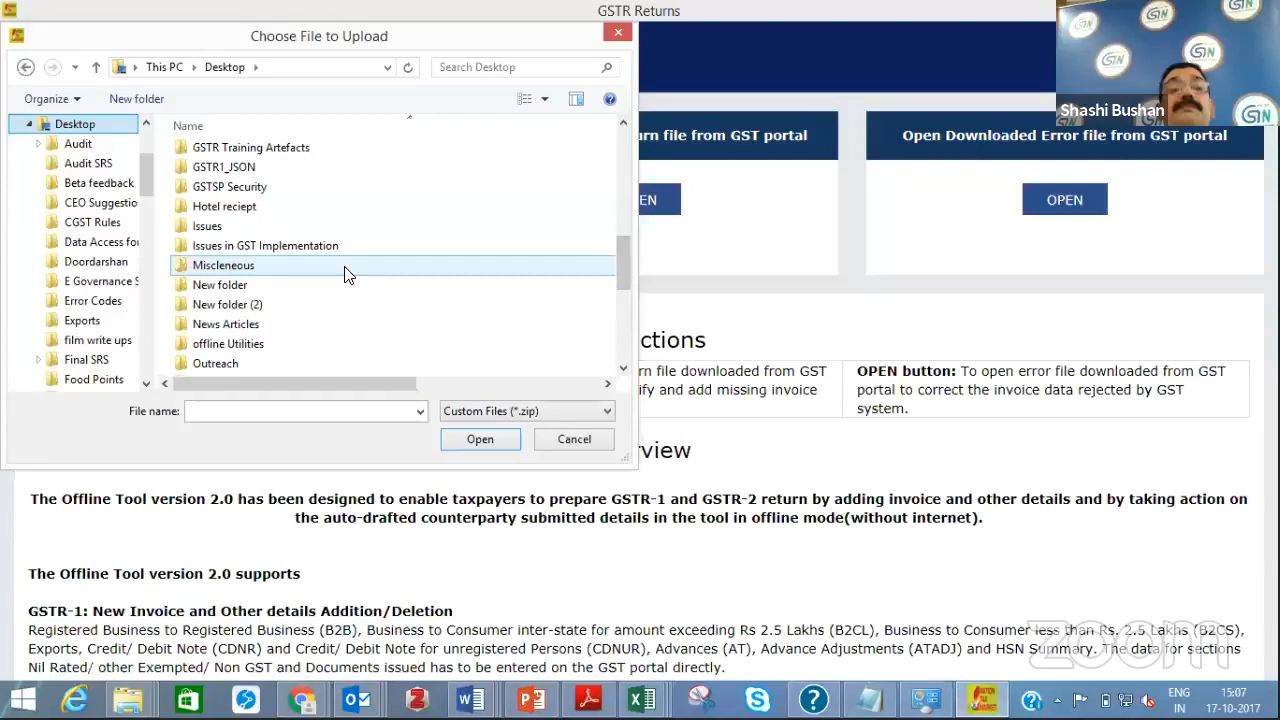 GSTR Returns
Choose File to Upload
This PC
Desktop
Search Desktop
Organize
New folder
Desktop
Audit
Audit SRS
Beta feedback
CEO Suggestio
CGST Rules
Data Access fo
Doordarshan
E Governance S
Error Codes
Exports
film write ups
Final SRS
Food Points
Name
GSTR Training Artefacts
GSTR1_JSON
GSTSP Security
Hotel reciept
Issues
Issues in GST Implementation
Miscleneous
New folder
New folder (2)
News Articles
offline Utilities
Outreach
File name:
Custom Files (*.zip)
Open
Cancel
Shashi Bushan
urn file from GST portal
Open Downloaded Error file from GST portal
EN
OPEN
ctions
rn file downloaded from GST
ify and add missing invoice
OPEN button: To open error file downloaded from GST
portal to correct the invoice data rejected by GST
system.
rview
The Offline Tool version 2.0 has been designed to enable taxpayers to prepare GSTR-1 and GSTR-2 return by adding invoice and other details and by taking action on
the auto-drafted counterparty submitted details in the tool in offline mode(without internet).
The Offline Tool version 2.0 supports
GSTR-1: New Invoice and Other details Addition/Deletion
Registered Business to Registered Business (B2B), Business to Consumer inter-state for amount exceeding Rs 2.5 Lakhs (B2CL), Business to Consumer less than Rs. 2.5 Lakhs (B2CS),
Exports, Credit/ Debit Note (CDNR) and Credit/ Debit Note for unregistered Persons (CDNUR), Advances (AT), Advance Adjustments (ATADJ) and HSN Summary. The data for sections
Nil Rated/ other Exempted/ Non GST and Documents issued has to be entered on the GST portal directly.
zoom
ENG
IN
15:07
17-10-2017